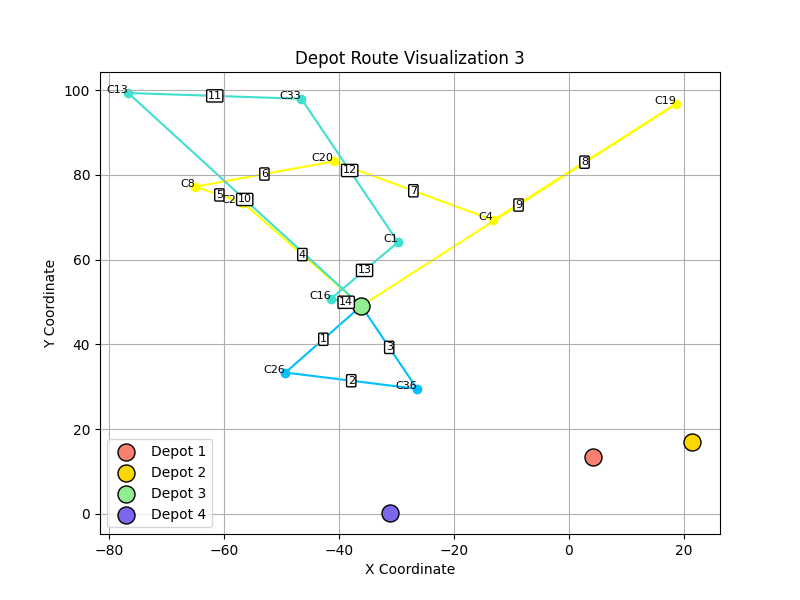 Depot Route Visualization 3
100
80
60
40
20
0
Y Coordinate
−80
−60
−40
−20
0
20
X Coordinate
C13
11
C33
C19
C20
12
8
6
C8
5
C2
10
7
9
C4
4
C1
13
C16
14
1
3
C26
2
C36
Depot 1
Depot 2
Depot 3
Depot 4